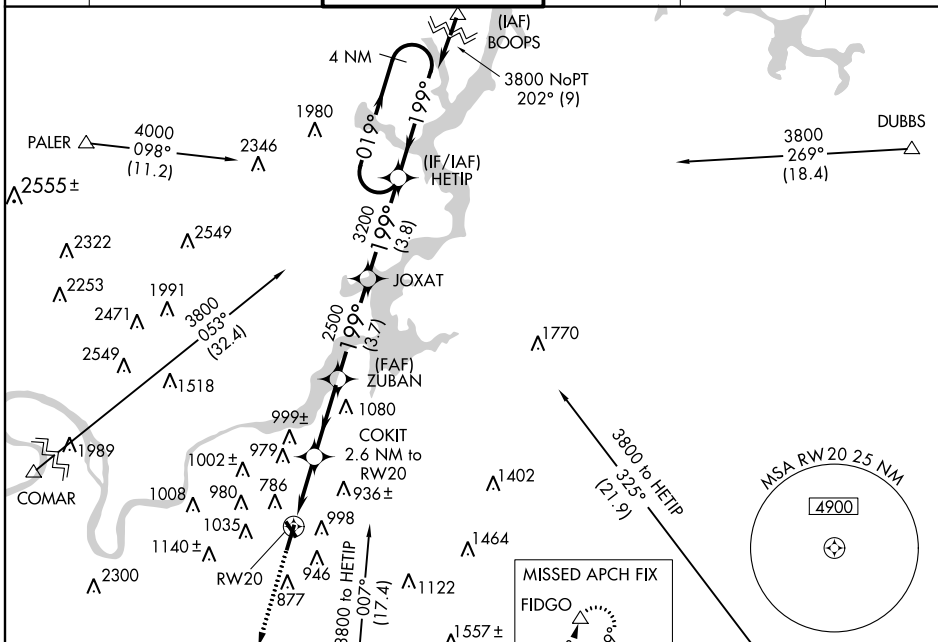 (IAF)
BOOPS
4 NM
3800 NoPT
202° (9)
199°
019°
1980
PALER
4000
098°
(11.2)
2346
DUBBS
3800
269°
(18.4)
(IF/IAF)
HETIP
2555±
3200
199°
(3.8)
2322
2549
JOXAT
2253
1991
2471
3800
053°
(32.4)
2500
199°
(3.7)
1770
2549
1518
(FAF)
ZUBAN
1080
999±
COKIT
2.6 NM to
RW20
1989
979
1002±
COMAR
3800 to HETIP
325°
(21.9)
MSA RW20 25 NM
4900
1402
1008
980
786
936±
1035
998
1140±
RW20
946
877
1464
2300
3800 to HETIP
007°
(17.4)
1122
MISSED APCH FIX
FIDGO
1557±